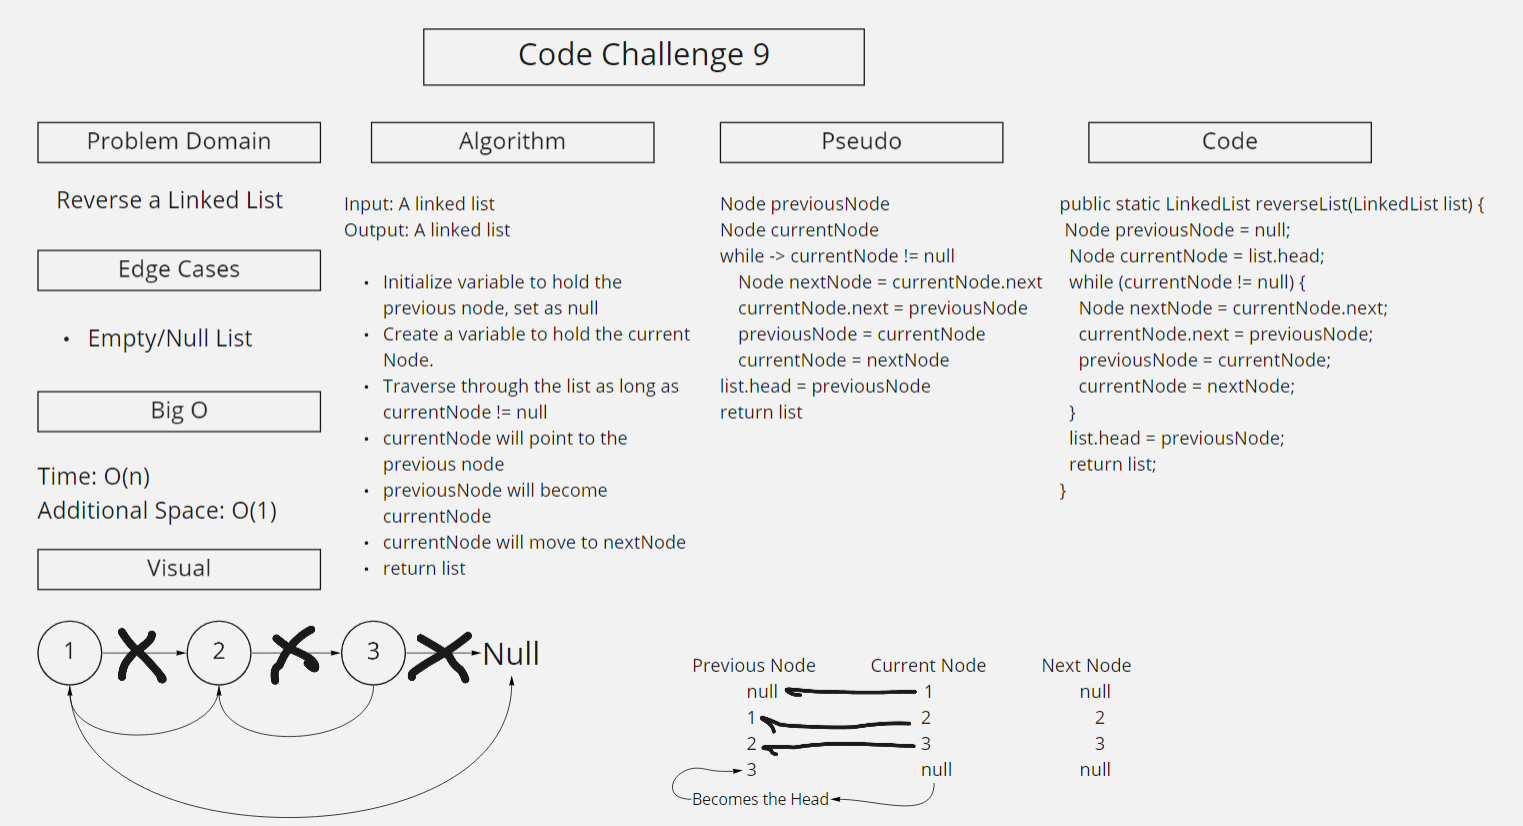 Code Challenge 9
Problem Domain
Reverse a Linked List
Edge Cases
• Empty/Null List
Big O
Time: O(n)
Additional Space: O(1)
Visual
Algorithm
Input: A linked list
Output: A linked list
• Initialize variable to hold the
previous node, set as null
• Create a variable to hold the current
Node.
• Traverse through the list as long as
currentNode != null
• currentNode will point to the
previous node
• previousNode will become
currentNode
• currentNode will move to nextNode
• return list
Pseudo
Node previousNode
Node currentNode
while -> currentNode != null
Node nextNode = currentNode.next
currentNode.next = previousNode
previousNode = currentNode
currentNode = nextNode
list.head = previousNode
return list
Code
public static LinkedList reverseList(LinkedList list) {
Node previousNode = null;
Node currentNode = list.head;
while (currentNode != null) {
Node nextNode = currentNode.next;
currentNode.next = previousNode;
previousNode = currentNode;
currentNode = nextNode;
}
list.head = previousNode;
return list;
}
1 2 3 Null
Previous Node Current Node Next Node
null 1 null
1 2 2
2 3 3
3 null null
Becomes the Head